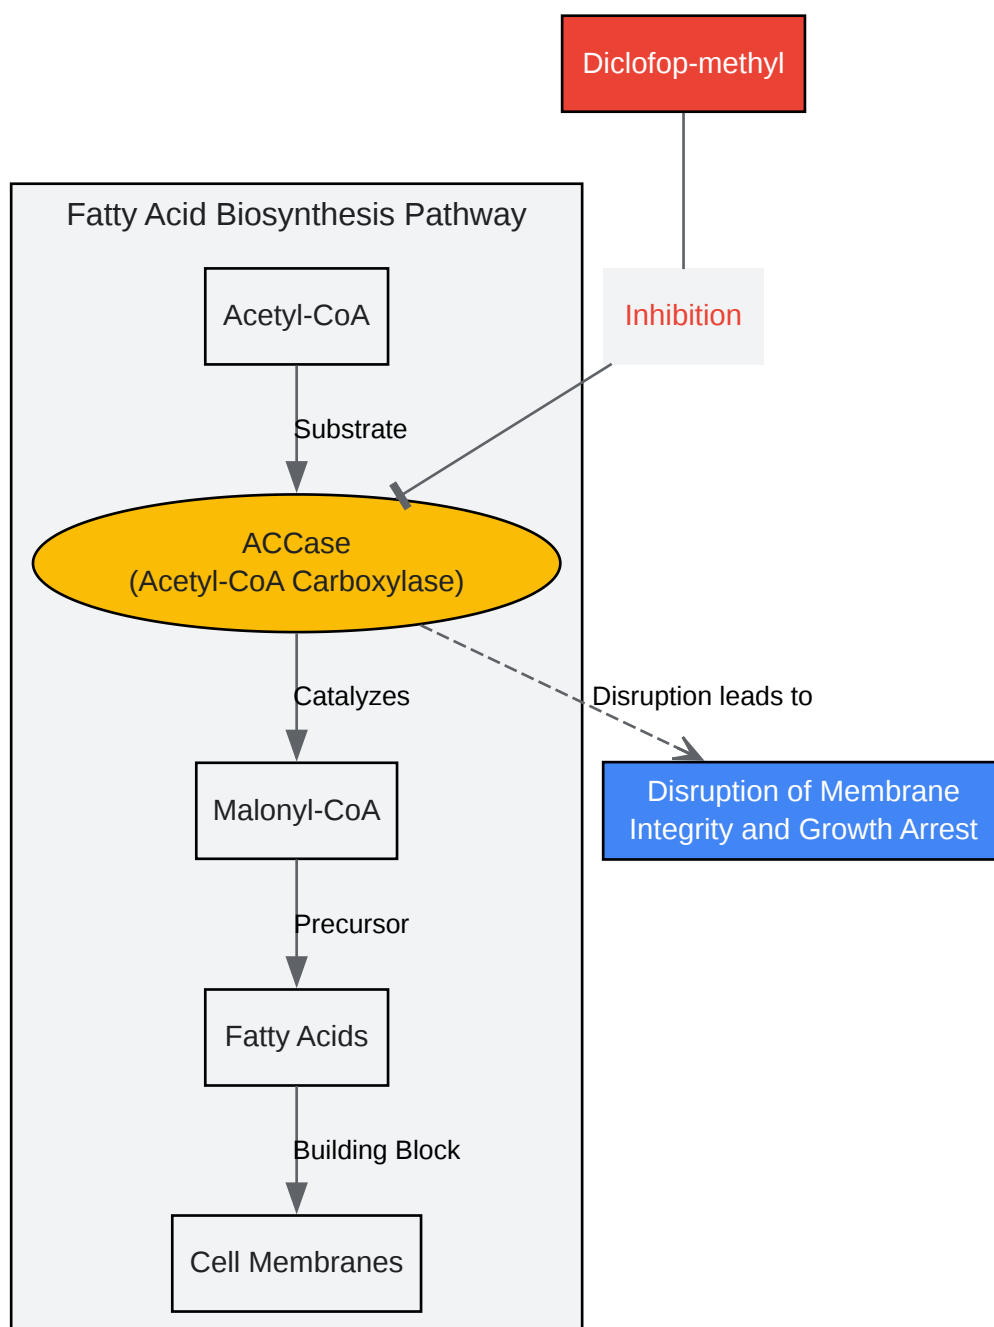 Diclofop-methyl
Fatty Acid Biosynthesis Pathway
Acetyl-CoA
Inhibition
Substrate
ACCase
(Acetyl-CoA Carboxylase)
Catalyzes
Disruption leads to
Malonyl-CoA
Disruption of Membrane
Integrity and Growth Arrest
Precursor
Fatty Acids
Building Block
Cell Membranes